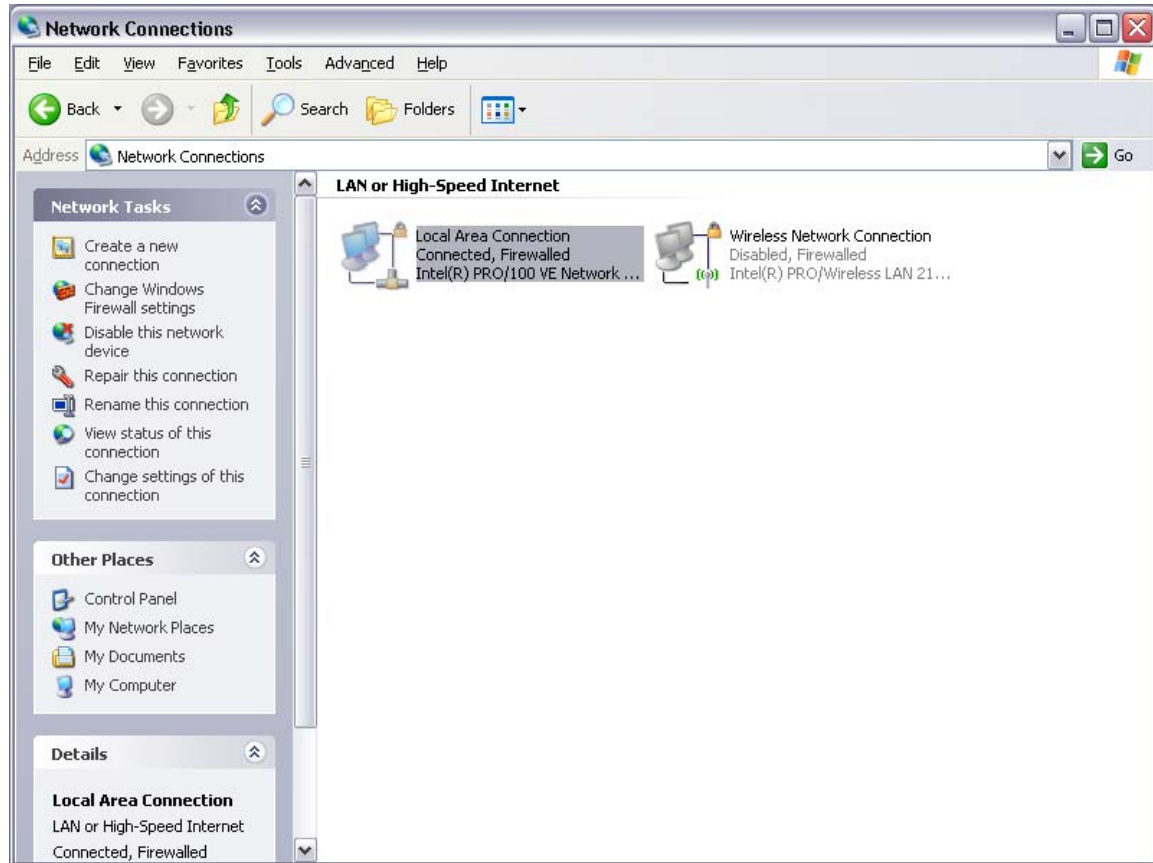 Network Connections
File Edit View Favorites Tools Advanced Help
Back Search Folders
Address Network Connections Go
Network Tasks
Create a new
connection
Change Windows
Firewall settings
Disable this network
device
Repair this connection
Rename this connection
View status of this
connection
Change settings of this
connection
Other Places
Control Panel
My Network Places
My Documents
My Computer
Details
Local Area Connection
LAN or High-Speed Internet
Connected, Firewalled
LAN or High-Speed Internet
Local Area Connection
Connected, Firewalled
Intel(R) PRO/100 VE Network ...
Wireless Network Connection
Disabled, Firewalled
Intel(R) PRO/Wireless LAN 21...